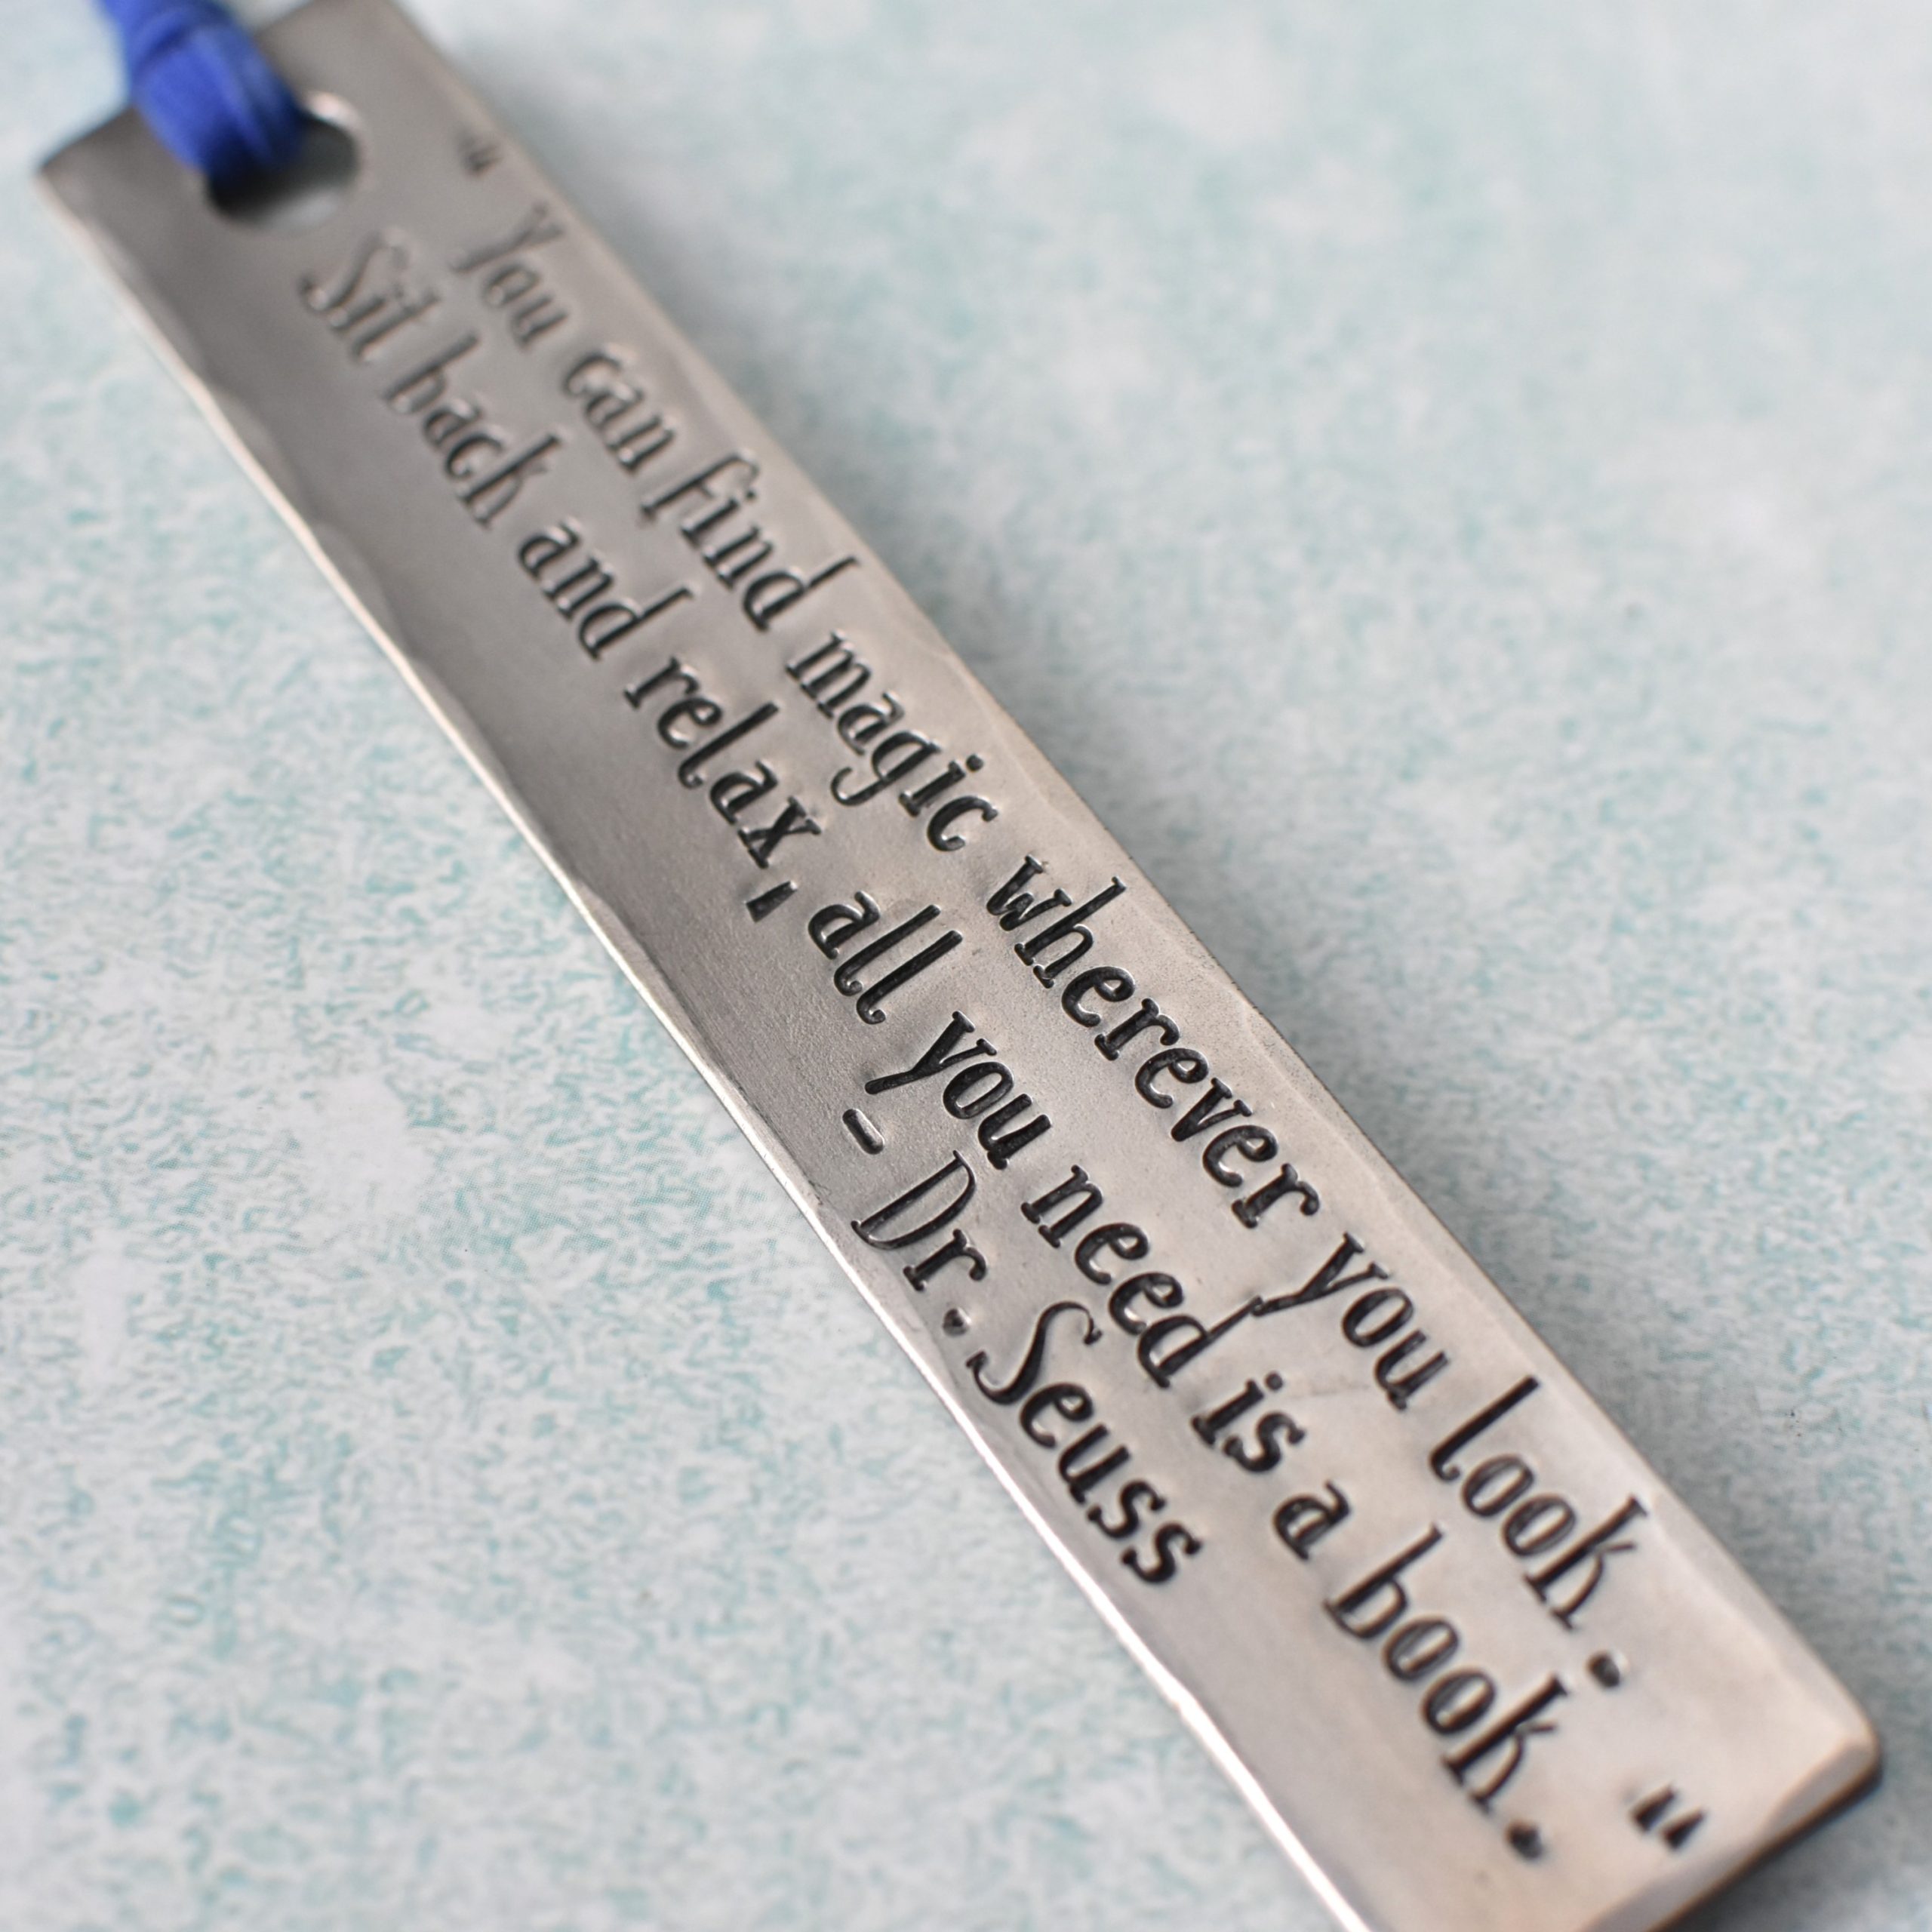 "You can find magic wherever you look.
Sit back and relax, all you need is a book."
- Dr. Seuss